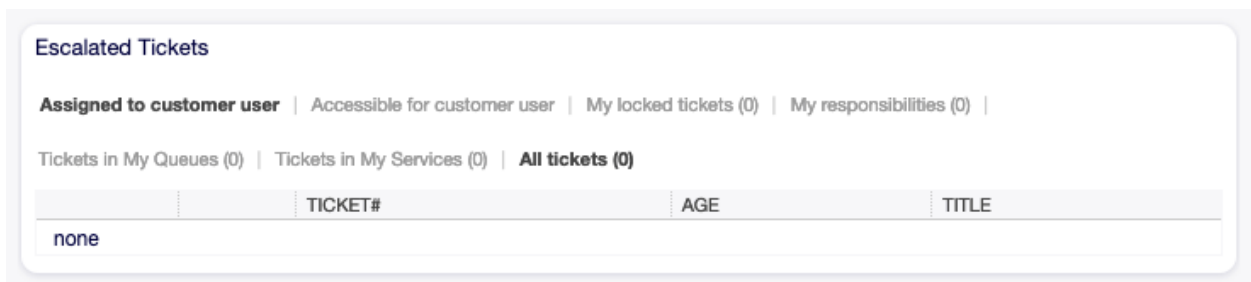 Escalated Tickets
Assigned to customer user | Accessible for customer user | My locked tickets (0) | My responsibilities (0) |
Tickets in My Queues (0) | Tickets in My Services (0) | All tickets (0)
TICKET# AGE TITLE
none